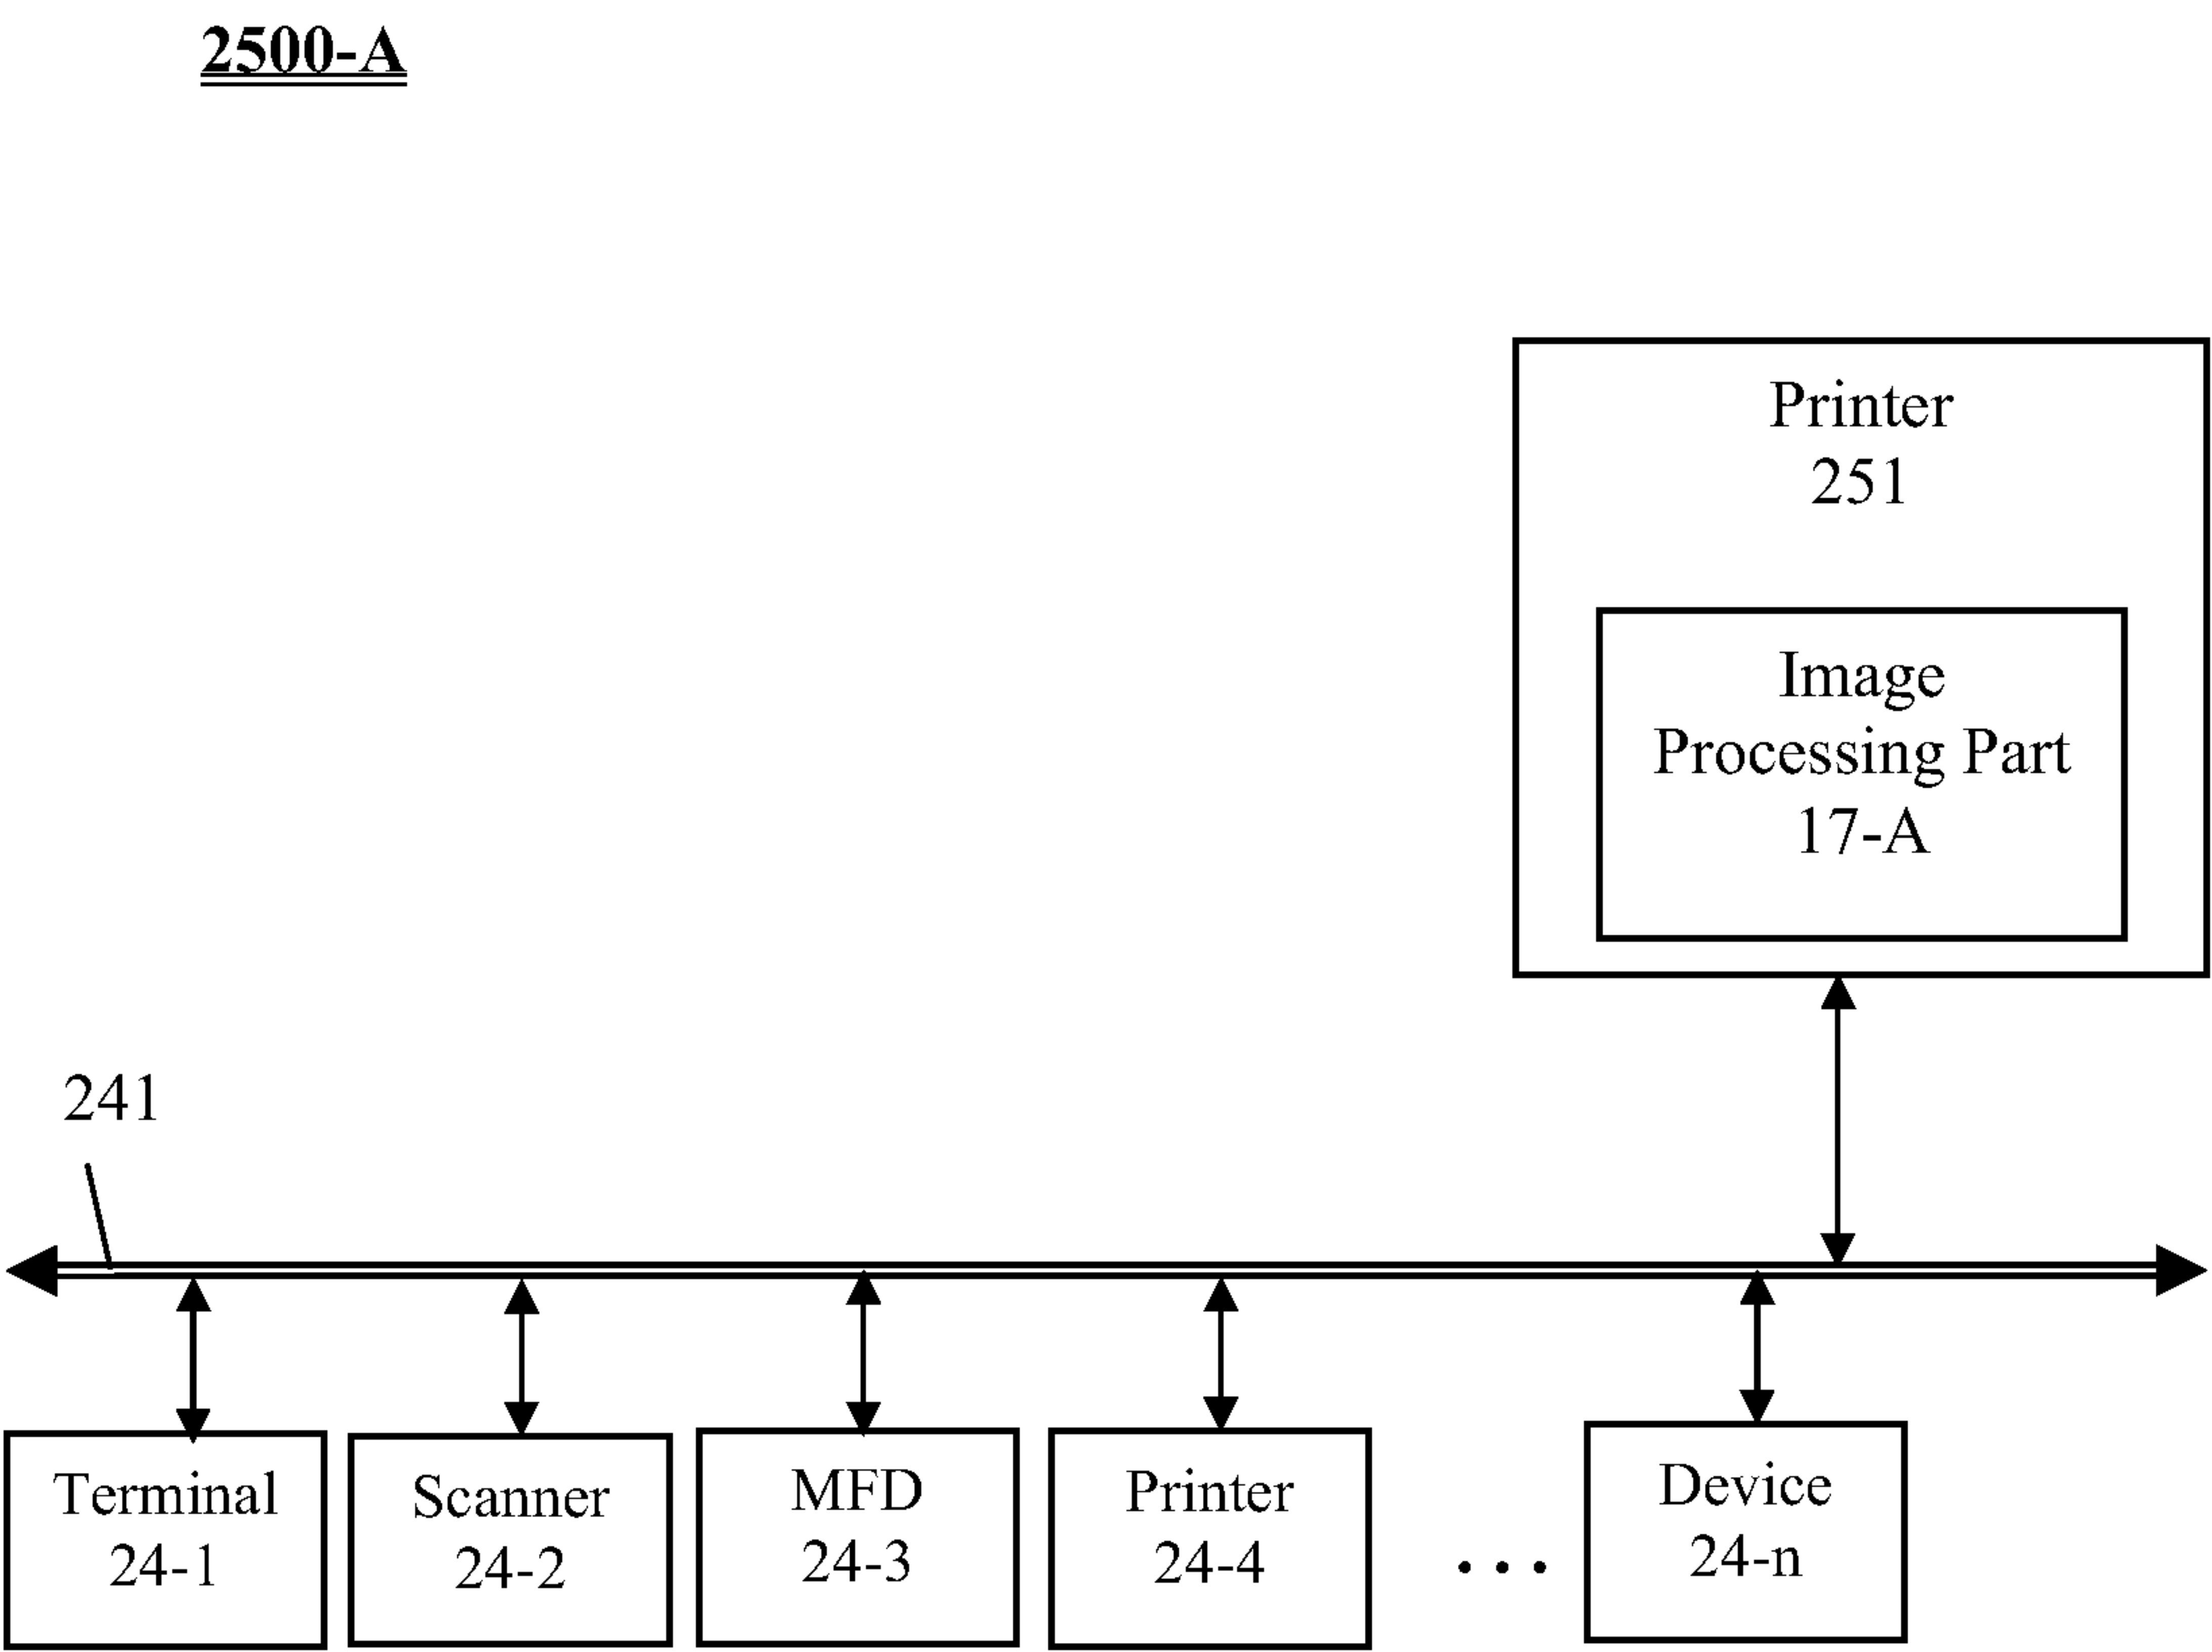 2500-A
Printer
251
Image
Processing Part
17-A
241
Terminal
24-1
Scanner
24-2
MFD
24-3
Printer
24-4
...
Device
24-n